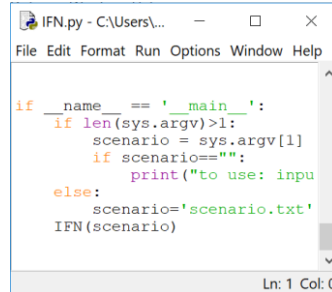 IFN.py - C:\Users\...
File Edit Format Run Options Window Help
if __name__ == '__main__':
    if len(sys.argv)>1:
        scenario = sys.argv[1]
        if scenario=="":
            print("to use: inpu
    else:
        scenario='scenario.txt'
    IFN(scenario)
Ln: 1 Col: 0